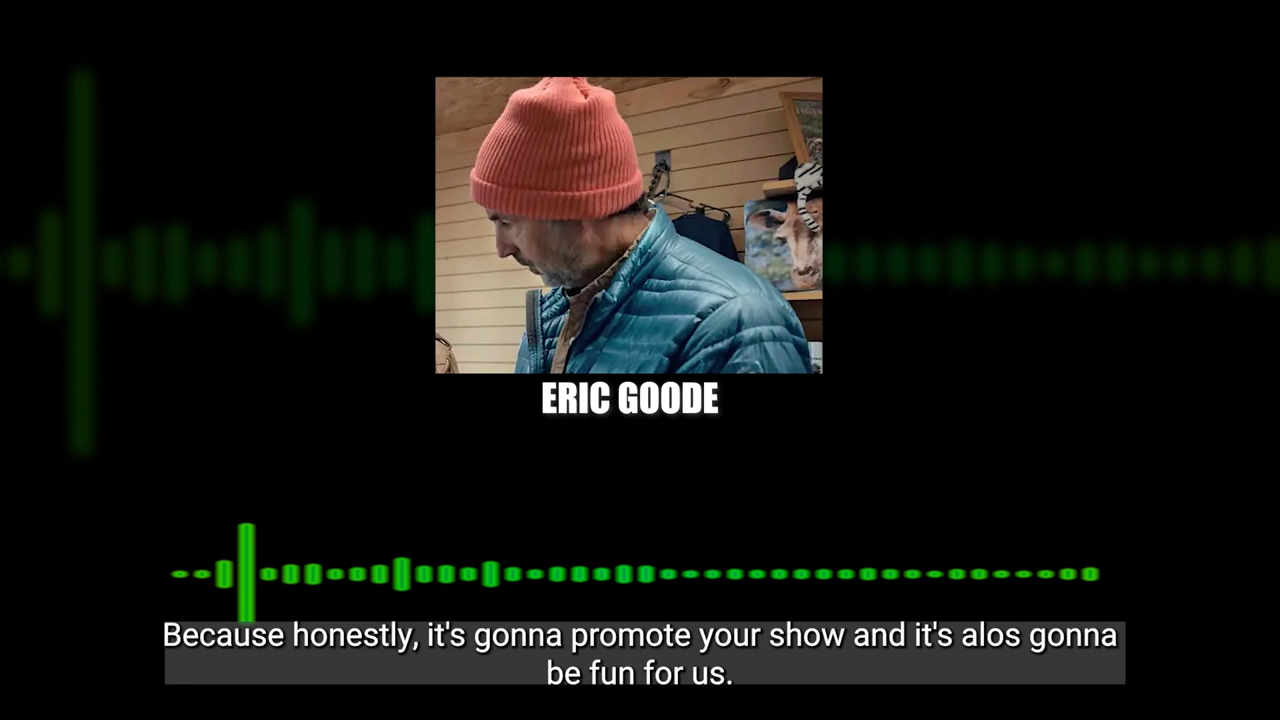 ERIC GOODE
Because honestly, it's gonna promote your show and it's alos gonna
be fun for us.